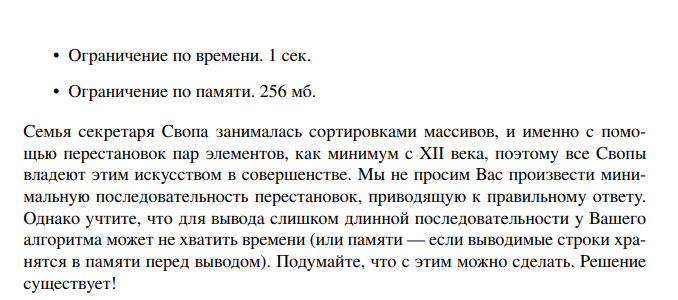 • Ограничение по времени. 1 сек.
• Ограничение по памяти. 256 мб.
Семья секретаря Свопа занималась сортировками массивов, и именно с помо-
щью перестановок пар элементов, как минимум с XII века, поэтому все Свопы
владеют этим искусством в совершенстве. Мы не просим Вас произвести мини-
мальную последовательность перестановок, приводящую к правильному ответу.
Однако учтите, что для вывода слишком длинной последовательности у Вашего
алгоритма может не хватить времени (или памяти — если выводимые строки хра-
нятся в памяти перед выводом). Подумайте, что с этим можно сделать. Решение
существует!